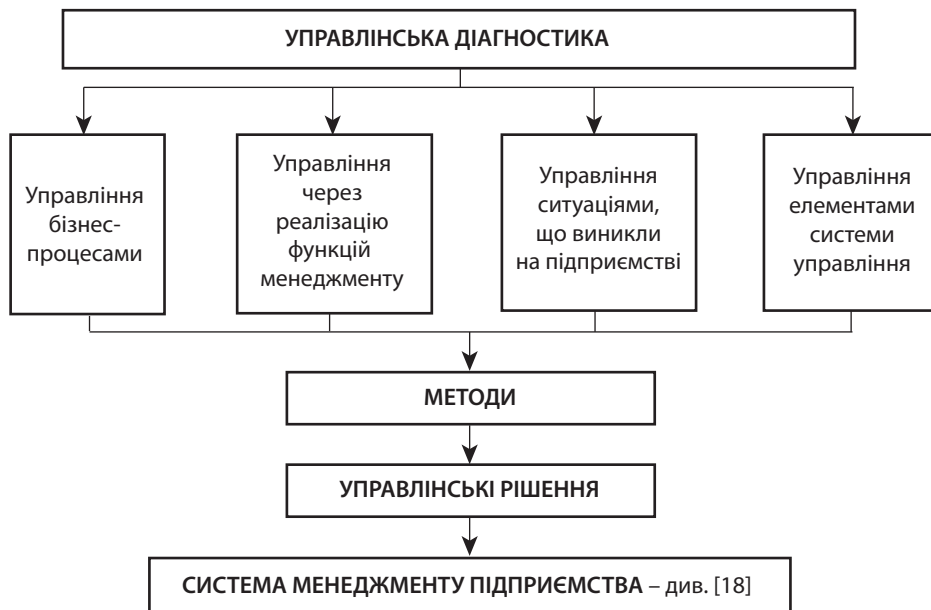 УПРАВЛІНСЬКА ДІАГНОСТИКА
Управління
бізнес-
процесами
Управління
через
реалізацію
функцій
менеджменту
Управління
ситуаціями,
що виникли
на підприємстві
Управління
елементами
системи
управління
МЕТОДИ
УПРАВЛІНСЬКІ РІШЕННЯ
СИСТЕМА МЕНЕДЖМЕНТУ ПІДПРИЄМСТВА – див. [18]